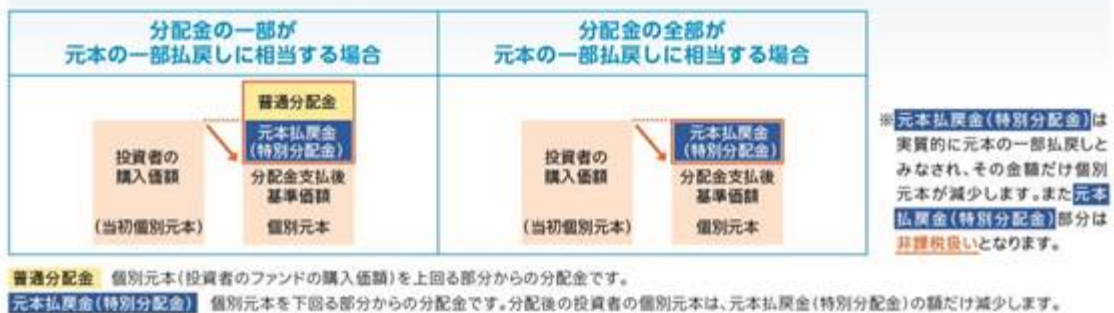 分配金の一部が
元本の一部払戻しに相当する場合
分配金の全部が
元本の一部払戻しに相当する場合
普通分配金
元本払戻金
(特別分配金)
投資者の
購入価額
(当初個別元本)
分配金支払後
基準価額
個別元本
元本払戻金
(特別分配金)
投資者の
購入価額
(当初個別元本)
分配金支払後
基準価額
個別元本
※元本払戻金(特別分配金)は
実質的に元本の一部払戻しと
みなされ、その金額だけ個別
元本が減少します。また元本
払戻金(特別分配金)部分は
非課税扱いとなります。
普通分配金 個別元本(投資者のファンドの購入価額)を上回る部分からの分配金です。
元本払戻金(特別分配金) 個別元本を下回る部分からの分配金です。分配後の投資者の個別元本は、元本払戻金(特別分配金)の額だけ減少します。